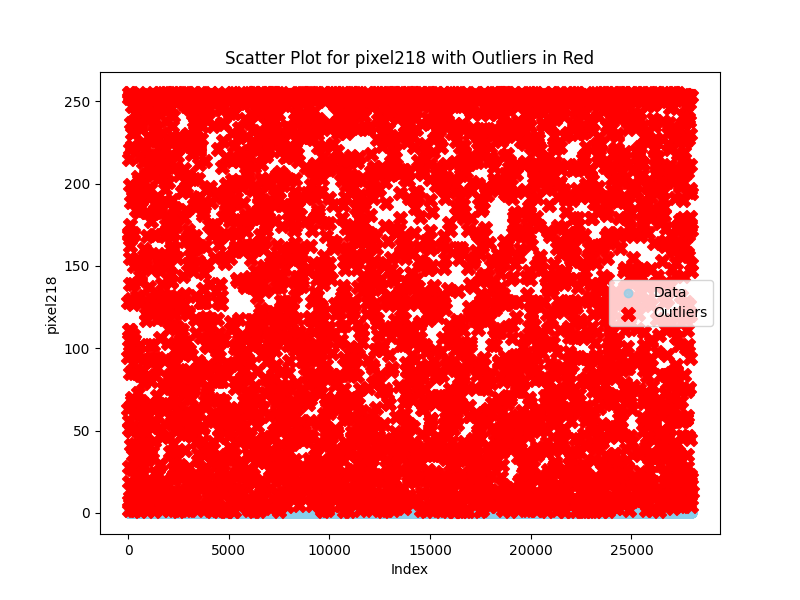 Scatter Plot for pixel218 with Outliers in Red
250
200
150
100
50
0
pixel218
Data
Outliers
0 5000 10000 15000 20000 25000
Index